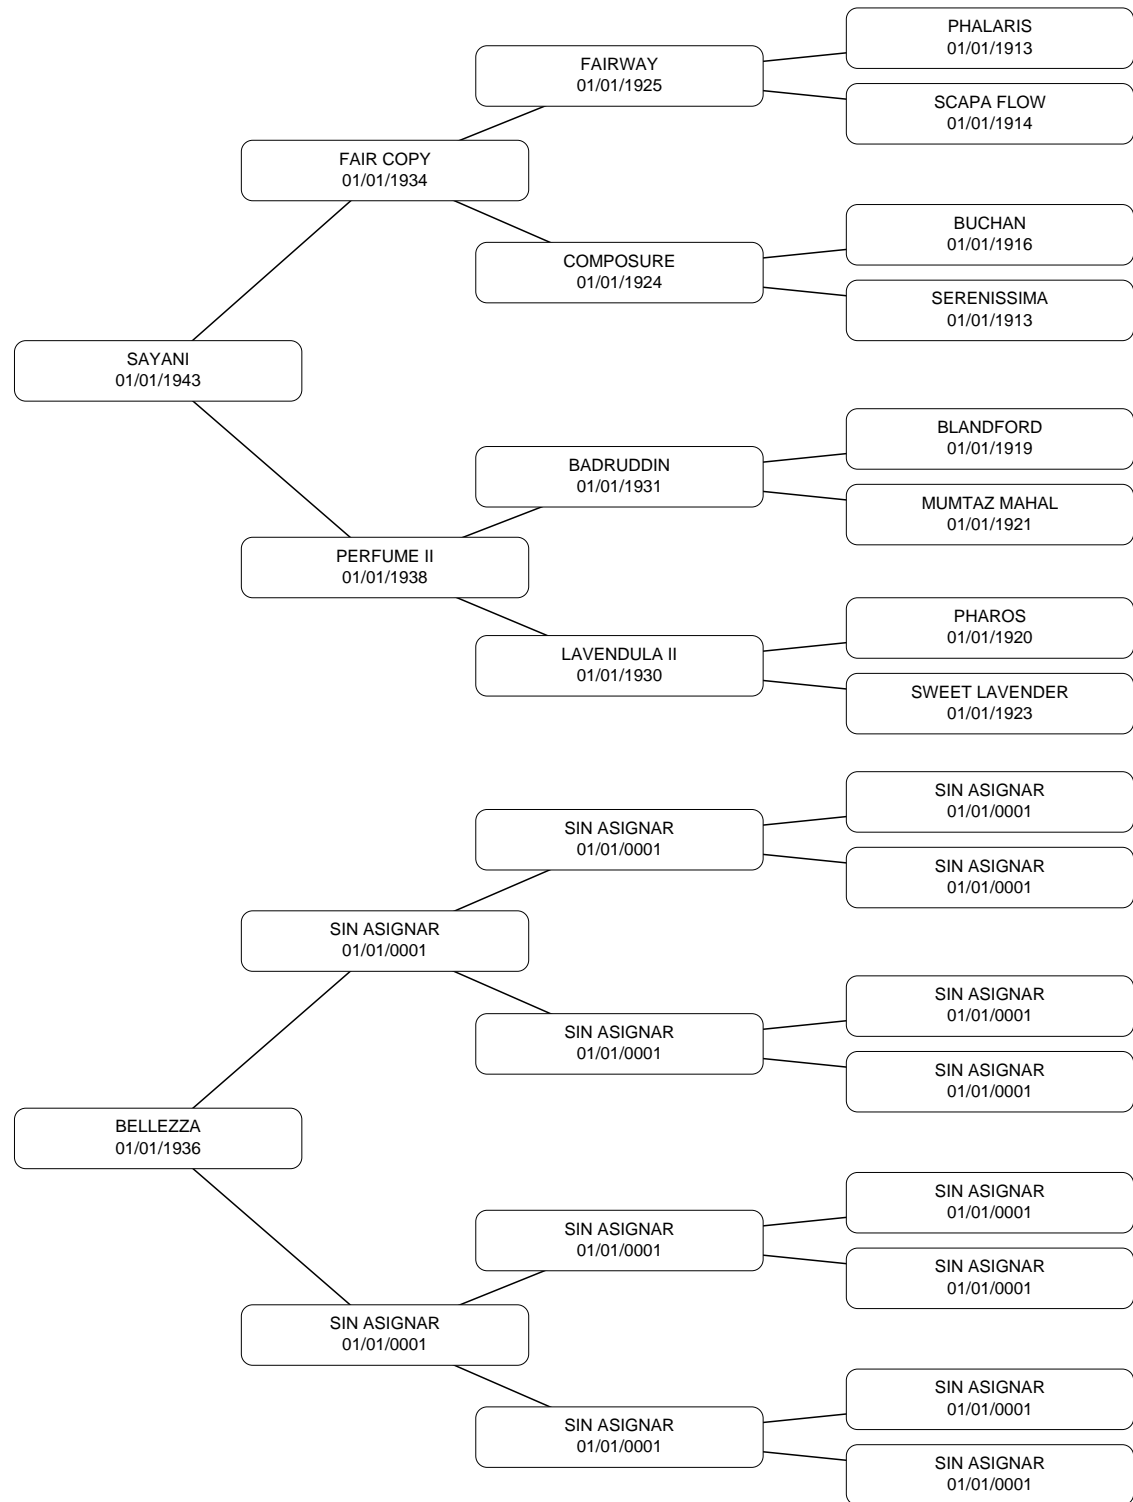 PHALARIS
01/01/1913
FAIRWAY
01/01/1925
SCAPA FLOW
01/01/1914
FAIR COPY
01/01/1934
BUCHAN
01/01/1916
COMPOSURE
01/01/1924
SERENISSIMA
01/01/1913
SAYANI
01/01/1943
BLANDFORD
01/01/1919
BADRUDDIN
01/01/1931
MUMTAZ MAHAL
01/01/1921
PERFUME II
01/01/1938
PHAROS
01/01/1920
LAVENDULA II
01/01/1930
SWEET LAVENDER
01/01/1923
SIN ASIGNAR
01/01/0001
SIN ASIGNAR
01/01/0001
SIN ASIGNAR
01/01/0001
SIN ASIGNAR
01/01/0001
SIN ASIGNAR
01/01/0001
SIN ASIGNAR
01/01/0001
SIN ASIGNAR
01/01/0001
BELLEZZA
01/01/1936
SIN ASIGNAR
01/01/0001
SIN ASIGNAR
01/01/0001
SIN ASIGNAR
01/01/0001
SIN ASIGNAR
01/01/0001
SIN ASIGNAR
01/01/0001
SIN ASIGNAR
01/01/0001
SIN ASIGNAR
01/01/0001